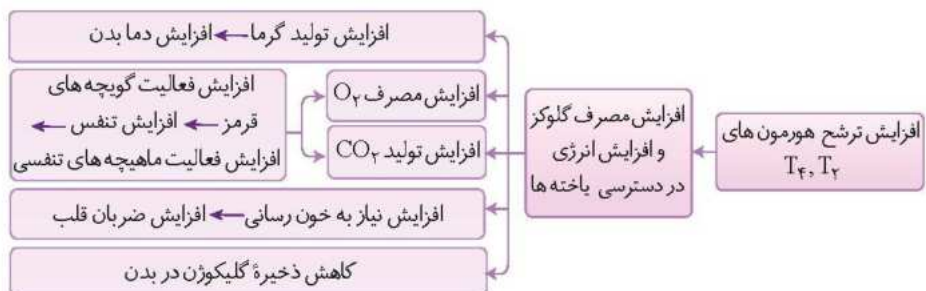 افزایش ترشح هورمون های
T۴, T۲
افزایش مصرف گلوکز
و افزایش انرژی
در دسترسی یاخته ها
افزایش تولید گرما ← افزایش دما بدن
افزایش مصرف O۲
افزایش تولید CO۲
افزایش فعالیت گویچه های
قرمز ← افزایش تنفس ←
افزایش فعالیت ماهیچه های تنفسی
افزایش نیاز به خون رسانی ← افزایش ضربان قلب
کاهش ذخیرهٔ گلیکوژن در بدن